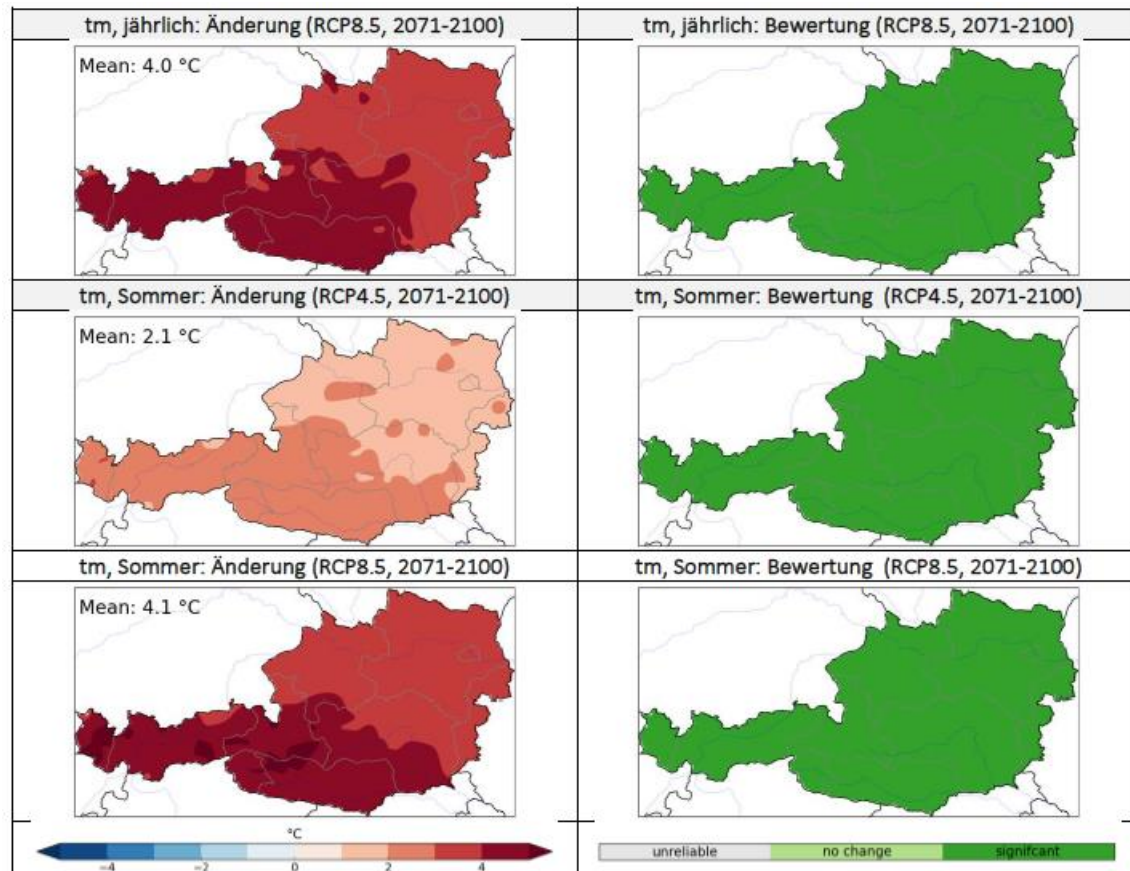 tm, jährlich: Änderung (RCP8.5, 2071-2100)
tm, jährlich: Bewertung (RCP8.5, 2071-2100)
Mean: 4.0 °C
tm, Sommer: Änderung (RCP4.5, 2071-2100)
tm, Sommer: Bewertung (RCP4.5, 2071-2100)
Mean: 2.1 °C
tm, Sommer: Änderung (RCP8.5, 2071-2100)
tm, Sommer: Bewertung (RCP8.5, 2071-2100)
Mean: 4.1 °C
°C
−4 −2 0 2 4
unreliable no change signifcant